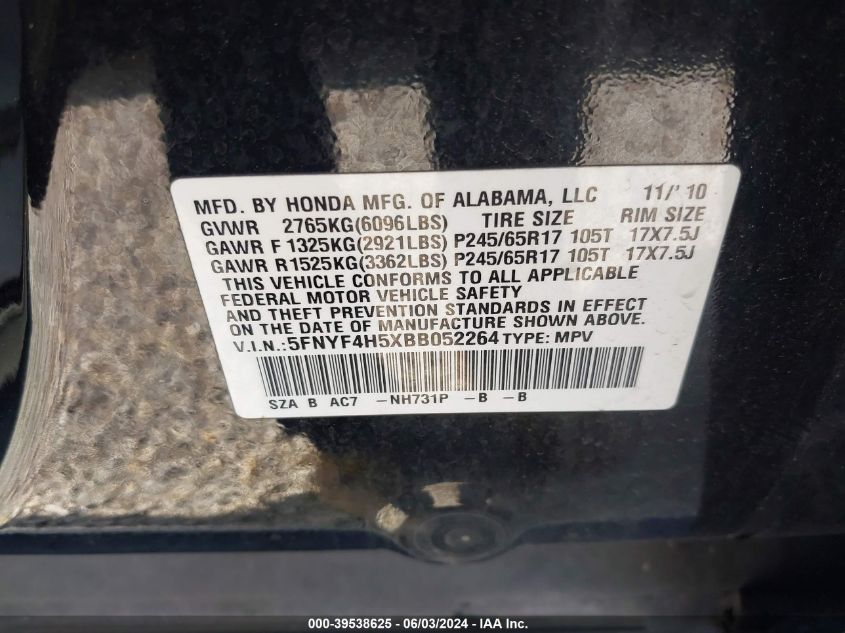 MFD. BY HONDA MFG. OF ALABAMA, LLC 11/'10
GVWR 2765KG(6096LBS) TIRE SIZE RIM SIZE
GAWR F 1325KG(2921LBS) P245/65R17 105T 17X7.5J
GAWR R1525KG(3362LBS) P245/65R17 105T 17X7.5J
THIS VEHICLE CONFORMS TO ALL APPLICABLE
FEDERAL MOTOR VEHICLE SAFETY
AND THEFT PREVENTION STANDARDS IN EFFECT
ON THE DATE OF MANUFACTURE SHOWN ABOVE.
V.I.N.:5FNYF4H5XBB052264 TYPE: MPV
SZA B AC7 -NH731P -B -B
000-39538625 - 06/03/2024 - IAA Inc.